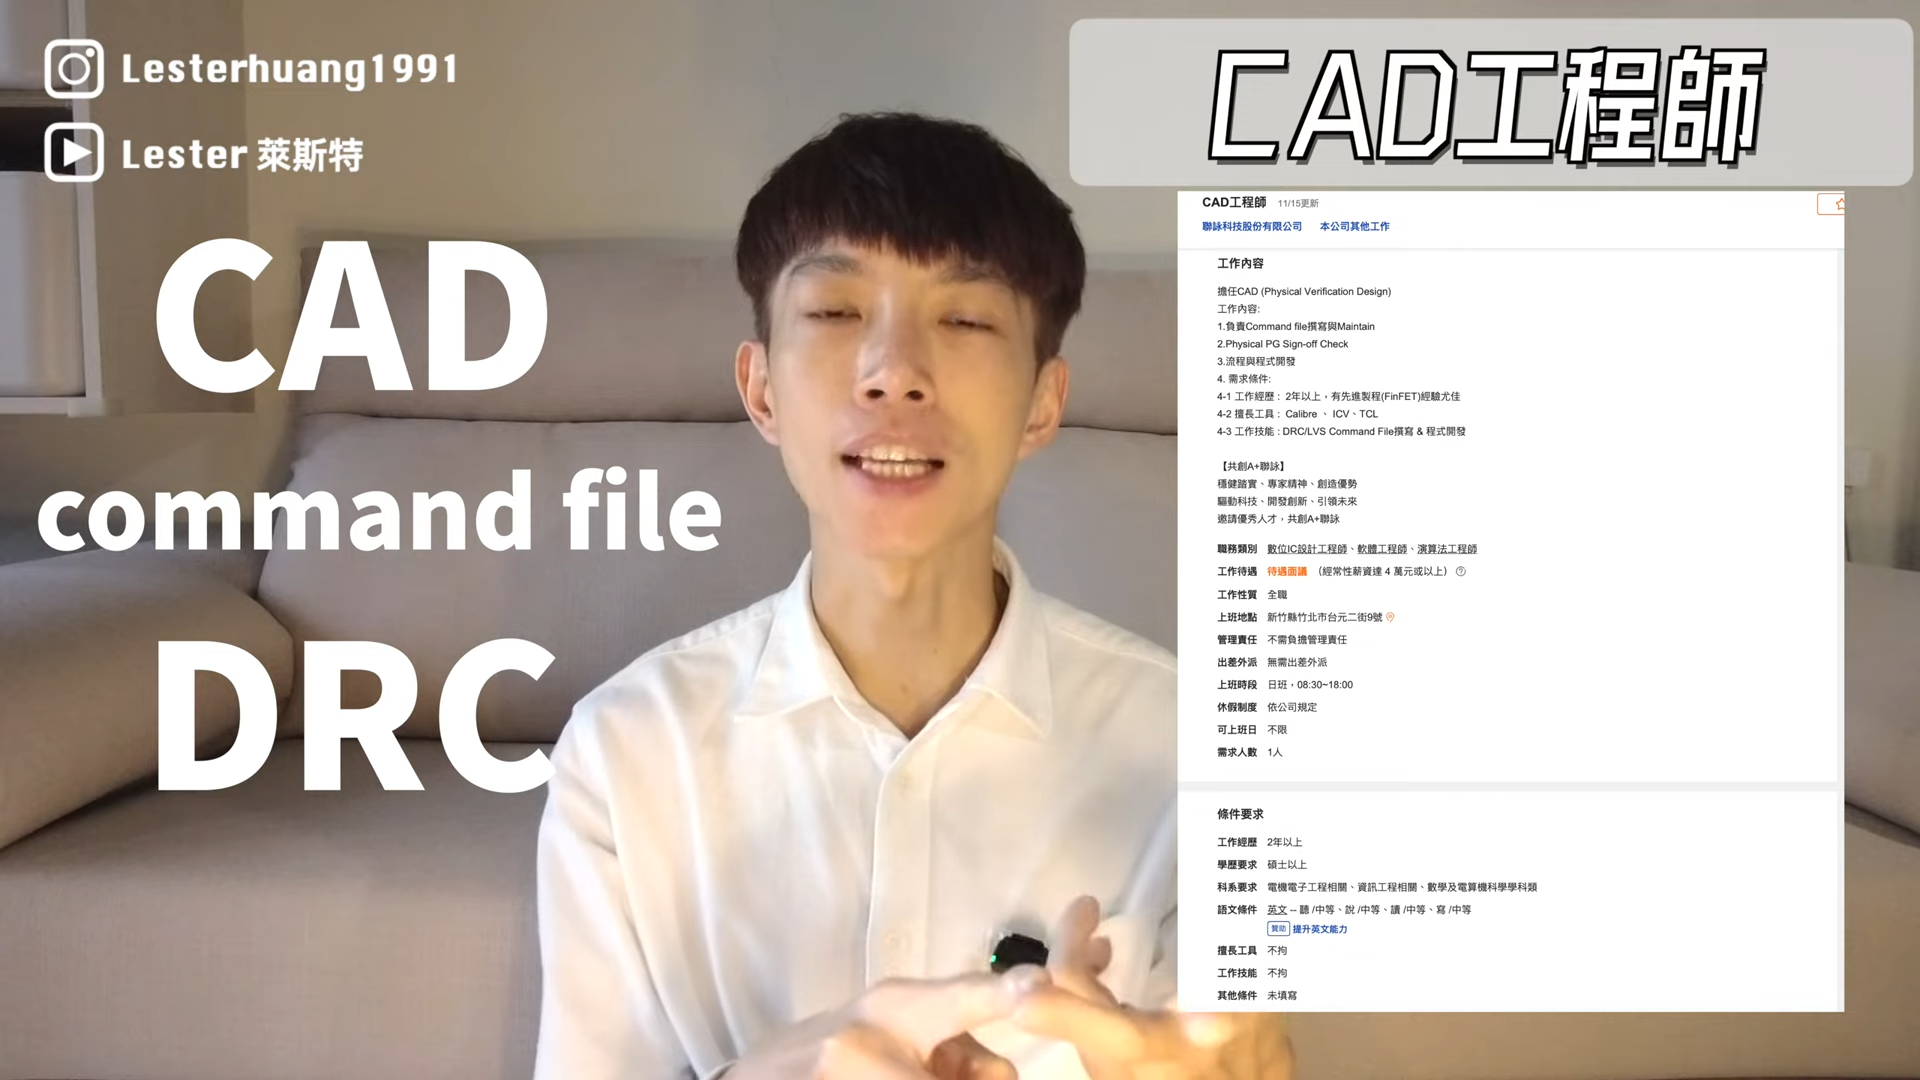 Lesterhuang1991
Lester 萊斯特
CAD
command file
DRC
CAD工程師
CAD工程師 11/15更新
聯詠科技股份有限公司 本公司其他工作
工作內容
擔任CAD (Physical Verification Design)
工作內容:
1.負責Command file撰寫與Maintain
2.Physical PG Sign-off Check
3.流程與程式開發
4. 需求條件:
4-1 工作經歷 : 2年以上，有先進製程(FinFET)經驗尤佳
4-2 擅長工具 : Calibre 、 ICV、TCL
4-3 工作技能 : DRC/LVS Command File撰寫 & 程式開發
【共創A+聯詠】
穩健踏實、專家精神、創造優勢
驅動科技、開發創新、引領未來
邀請優秀人才，共創A+聯詠
職務類別 數位IC設計工程師、軟體工程師、演算法工程師
工作待遇 待遇面議 （經常性薪資達 4 萬元或以上）
工作性質 全職
上班地點 新竹縣竹北市台元二街9號
管理責任 不需負擔管理責任
出差外派 無需出差外派
上班時段 日班，08:30~18:00
休假制度 依公司規定
可上班日 不限
需求人數 1人
條件要求
工作經歷 2年以上
學歷要求 碩士以上
科系要求 電機電子工程相關、資訊工程相關、數學及電算機科學學科類
語文條件 英文 -- 聽 /中等、說 /中等、讀 /中等、寫 /中等
贊助 提升英文能力
擅長工具 不拘
工作技能 不拘
其他條件 未填寫